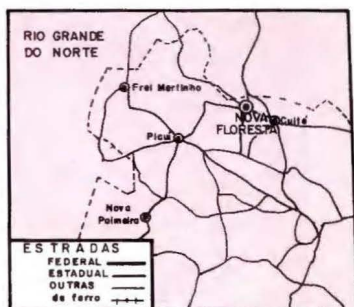 RIO GRANDE
DO NORTE
Frei Martinho
NOVA
FLORESTA
Cuité
Picuí
Nova
Palmeira
ESTRADAS
FEDERAL
ESTADUAL
OUTRAS
de ferro